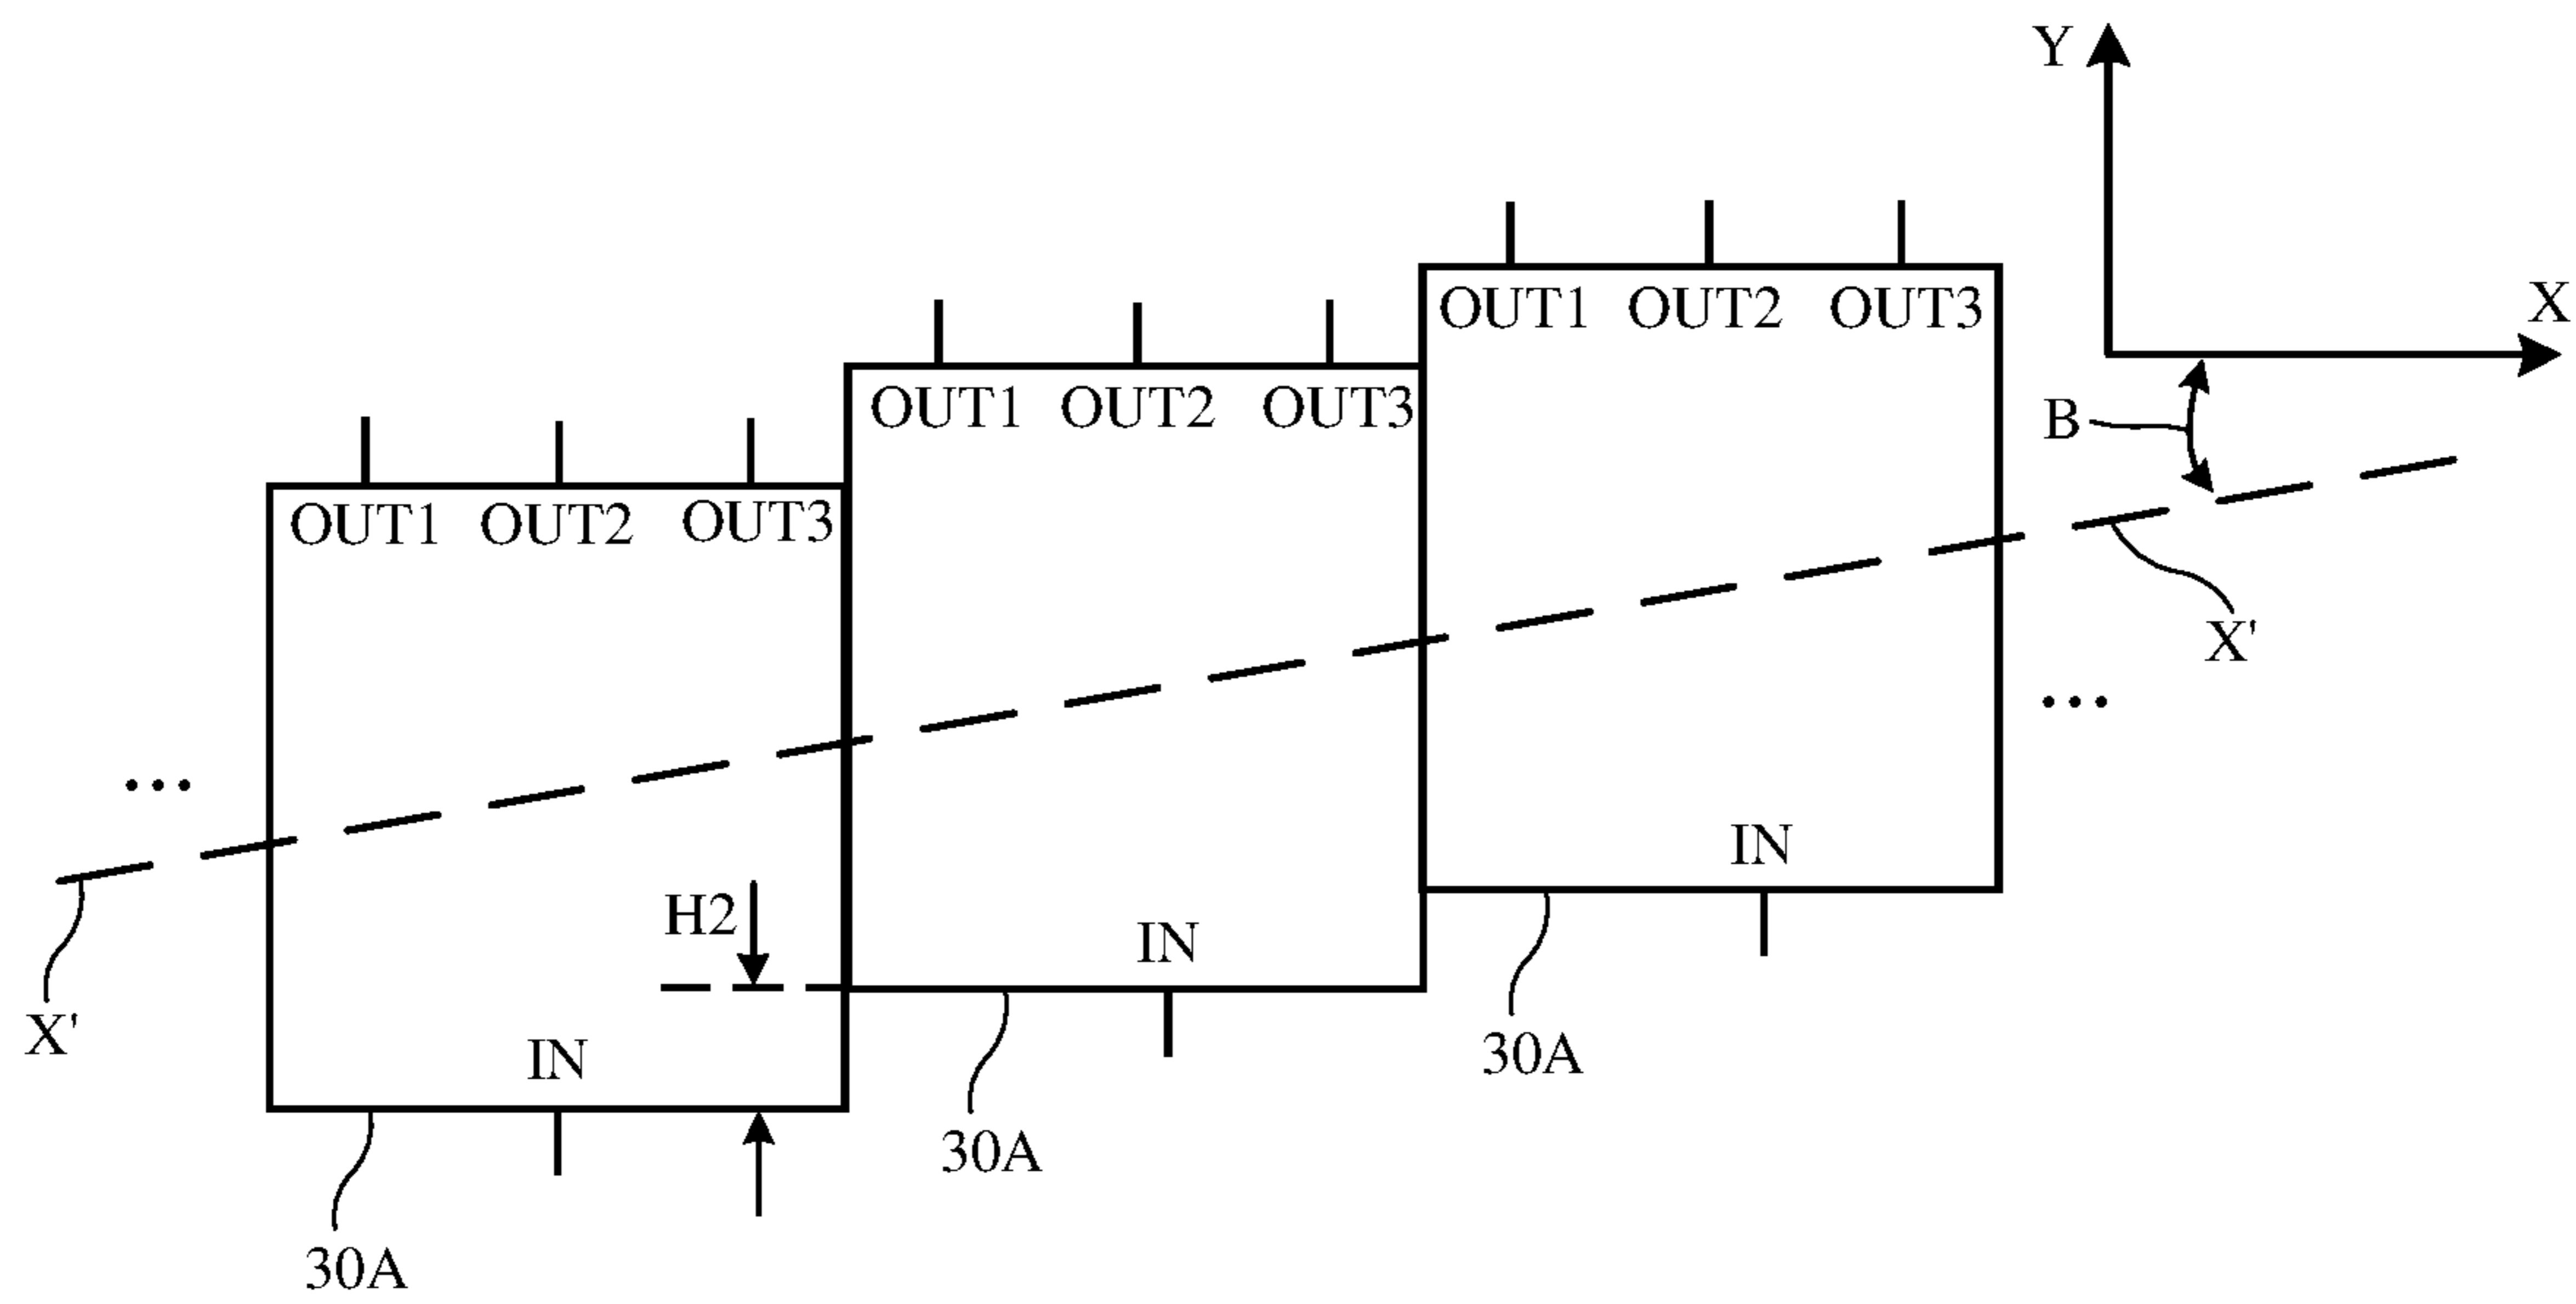 Y
X
OUT1 OUT2 OUT3
OUT1 OUT2 OUT3
B
OUT1 OUT2 OUT3
X'
...
...
IN
H2
IN
X'
30A
IN
30A
30A